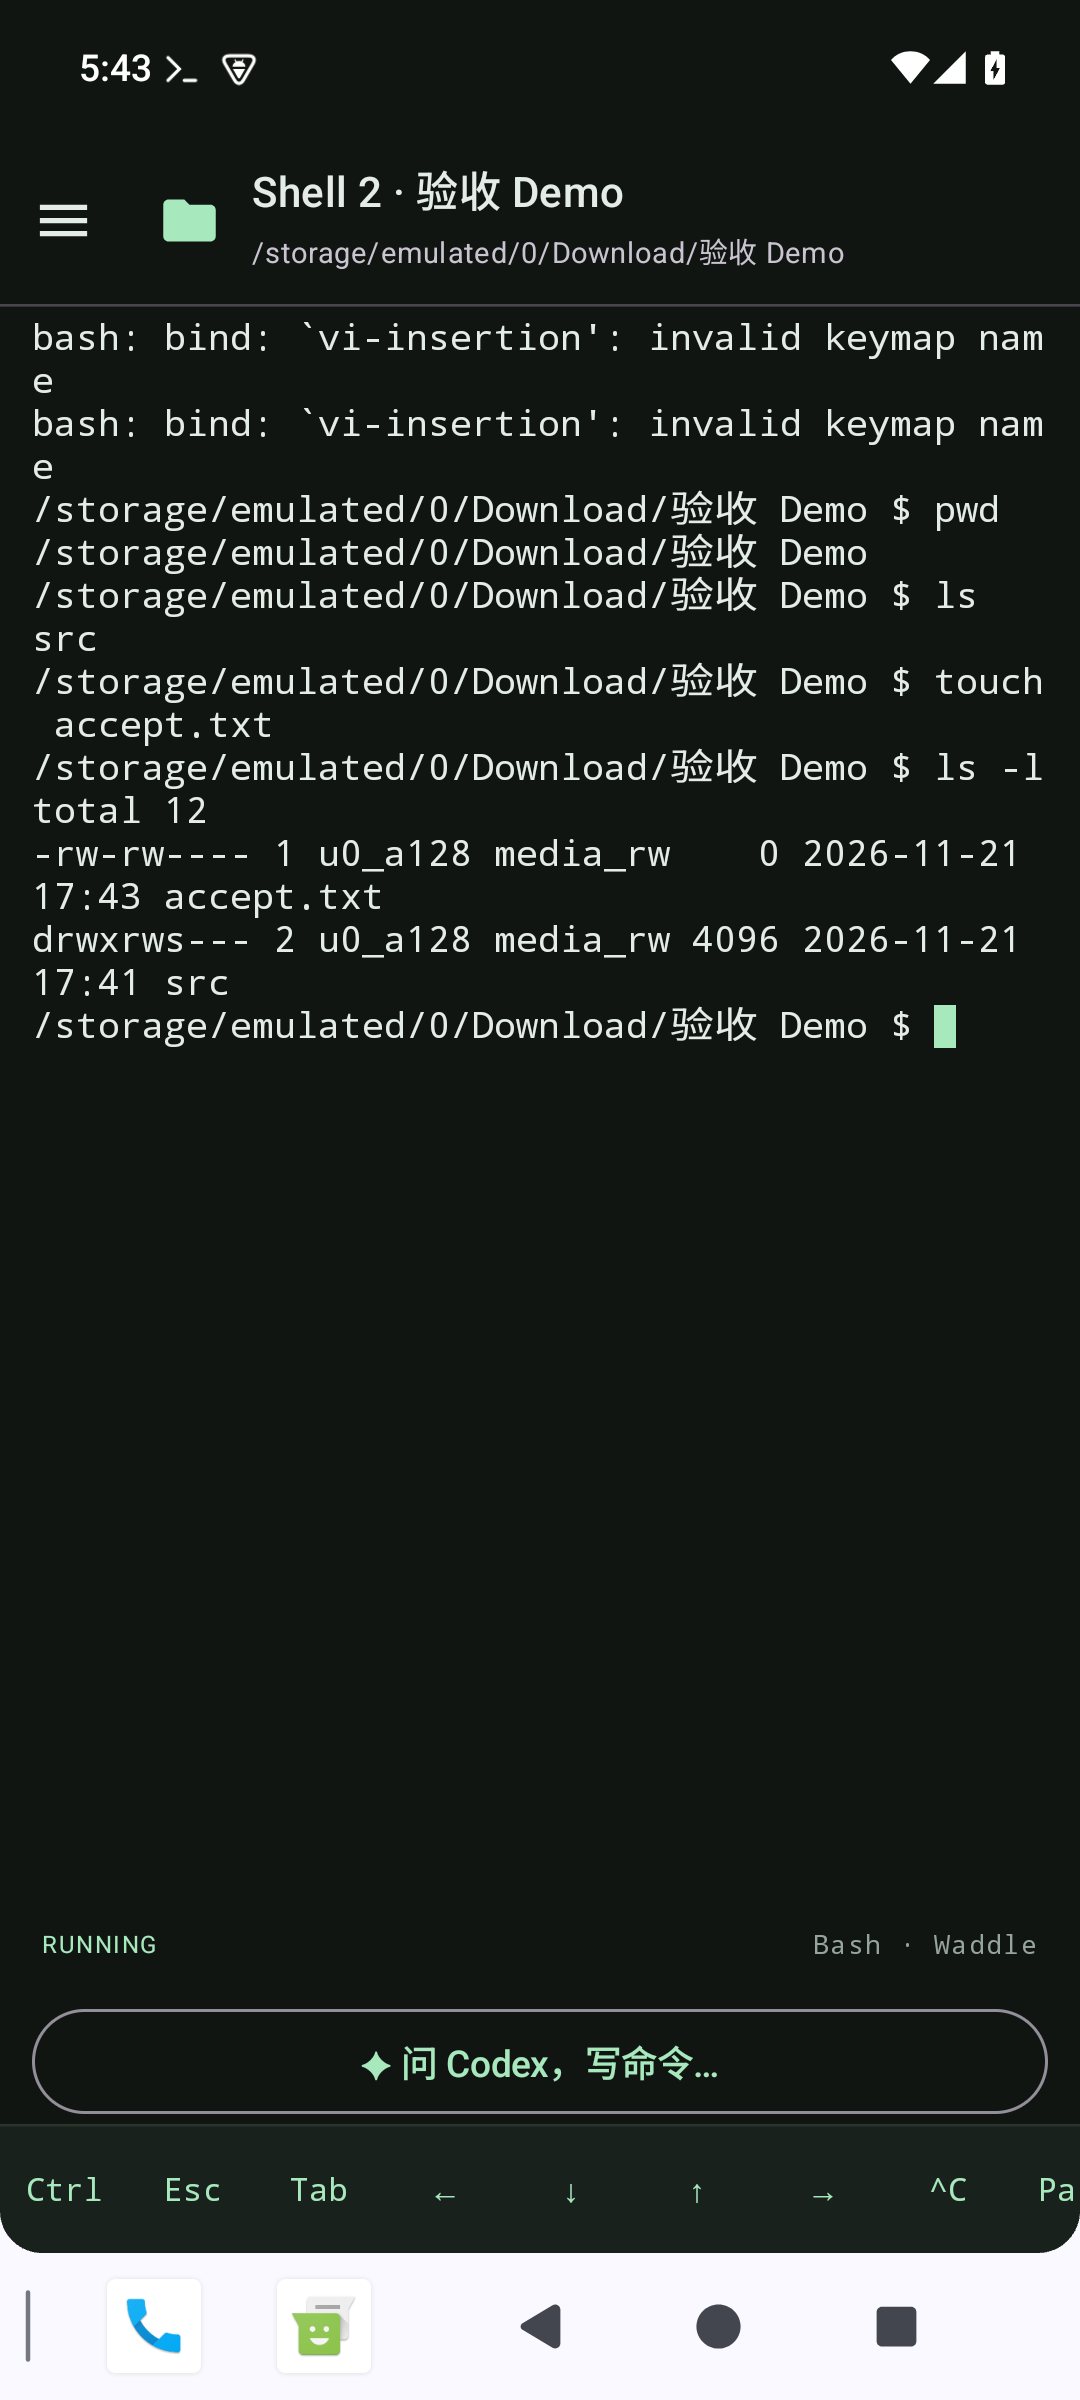 5:43
Shell 2 · 验收 Demo
/storage/emulated/0/Download/验收 Demo
bash: bind: `vi-insertion': invalid keymap nam
e
bash: bind: `vi-insertion': invalid keymap nam
e
/storage/emulated/0/Download/验收 Demo $ pwd
/storage/emulated/0/Download/验收 Demo
/storage/emulated/0/Download/验收 Demo $ ls
src
/storage/emulated/0/Download/验收 Demo $ touch
 accept.txt
/storage/emulated/0/Download/验收 Demo $ ls -l
total 12
-rw-rw---- 1 u0_a128 media_rw    0 2026-11-21
17:43 accept.txt
drwxrws--- 2 u0_a128 media_rw 4096 2026-11-21
17:41 src
/storage/emulated/0/Download/验收 Demo $
RUNNING
Bash · Waddle
✦ 问 Codex，写命令…
Ctrl Esc Tab ← ↓ ↑ → ^C Pa